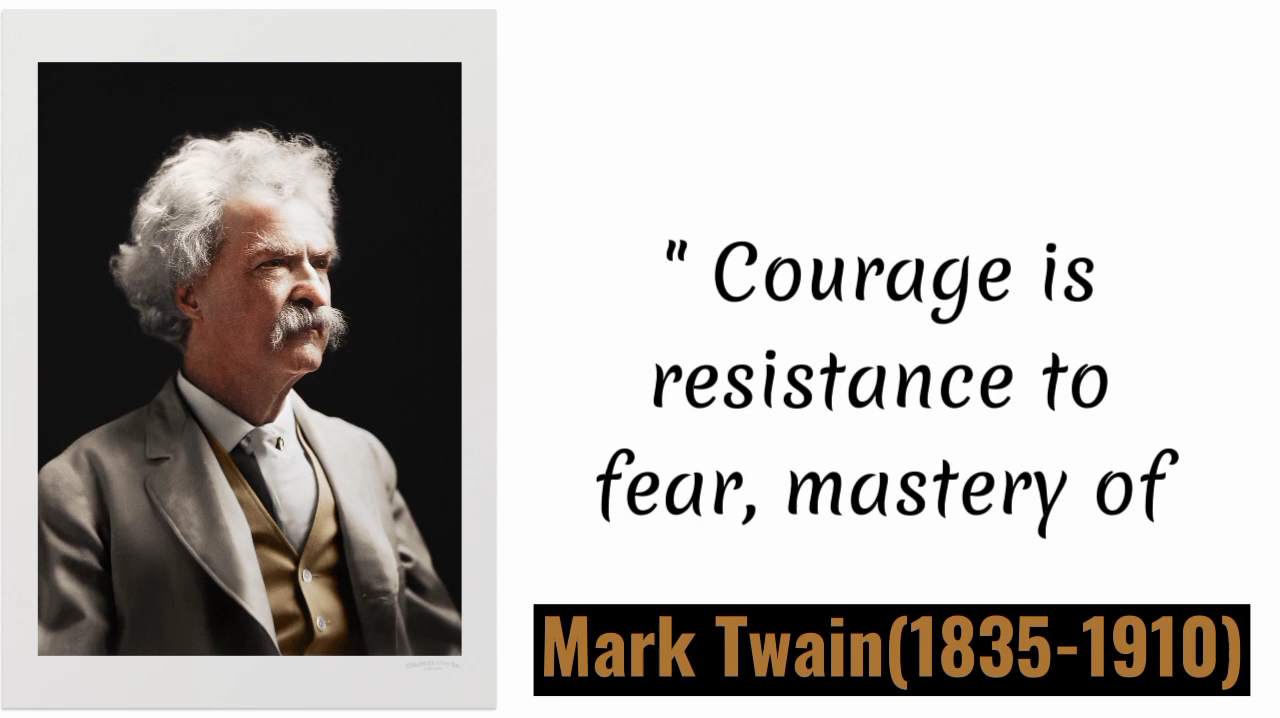 " Courage is
resistance to
fear, mastery of
Mark Twain(1835-1910)